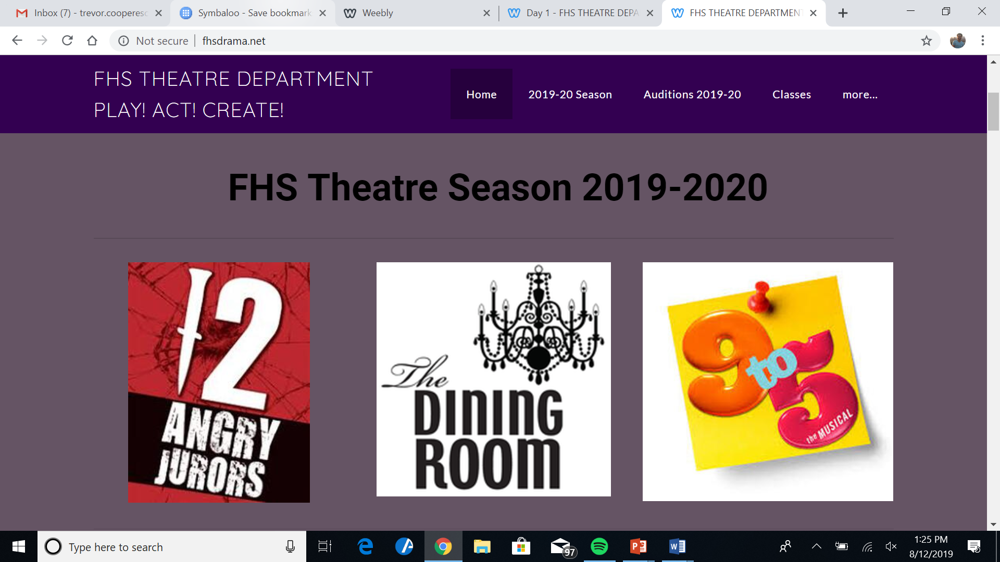 Inbox (7) - trevor.cooperesc
Symbaloo - Save bookmark
Weebly
Day 1 - FHS THEATRE DEPA
FHS THEATRE DEPARTMENT
Not secure
fhsdrama.net
FHS THEATRE DEPARTMENT
PLAY! ACT! CREATE!
Home
2019-20 Season
Auditions 2019-20
Classes
more...
FHS Theatre Season 2019-2020
12
ANGRY
JURORS
The
DINING
ROOM
9 to 5
the MUSICAL
Type here to search
97
1:25 PM
8/12/2019